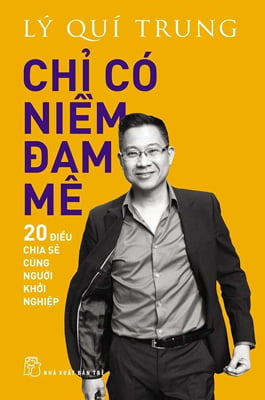 LÝ QUÍ TRUNG
CHỈ CÓ
NIỀM
ĐAM
MÊ
20 ĐIỀU
CHIA SẺ
CÙNG
NGƯỜI
KHỞI
NGHIỆP
NHÀ XUẤT BẢN TRẺ